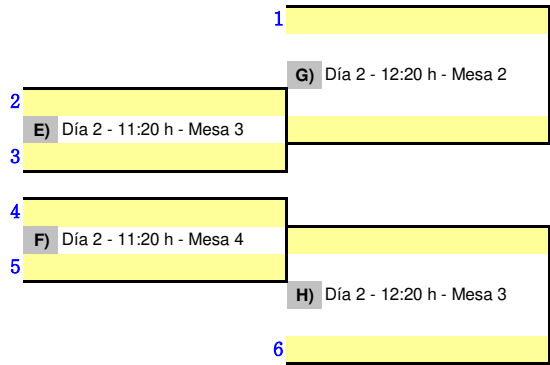 1
G) Día 2 - 12:20 h - Mesa 2
2
E) Día 2 - 11:20 h - Mesa 3
3
4
F) Día 2 - 11:20 h - Mesa 4
5
H) Día 2 - 12:20 h - Mesa 3
6